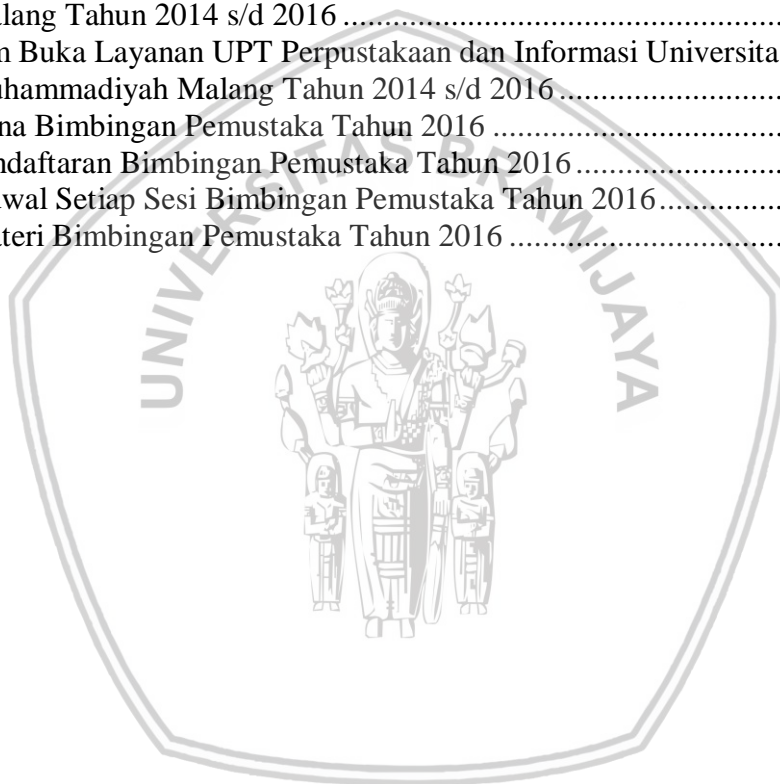 alang Tahun 2014 s/d 2016
Buka Layanan UPT Perpustakaan dan Informasi Universita
uhammadiyah Malang Tahun 2014 s/d 2016
na Bimbingan Pemustaka Tahun 2016
ndaftaran Bimbingan Pemustaka Tahun 2016
wal Setiap Sesi Bimbingan Pemustaka Tahun 2016
teri Bimbingan Pemustaka Tahun 2016
UNIVERSITAS BRAWIJAYA